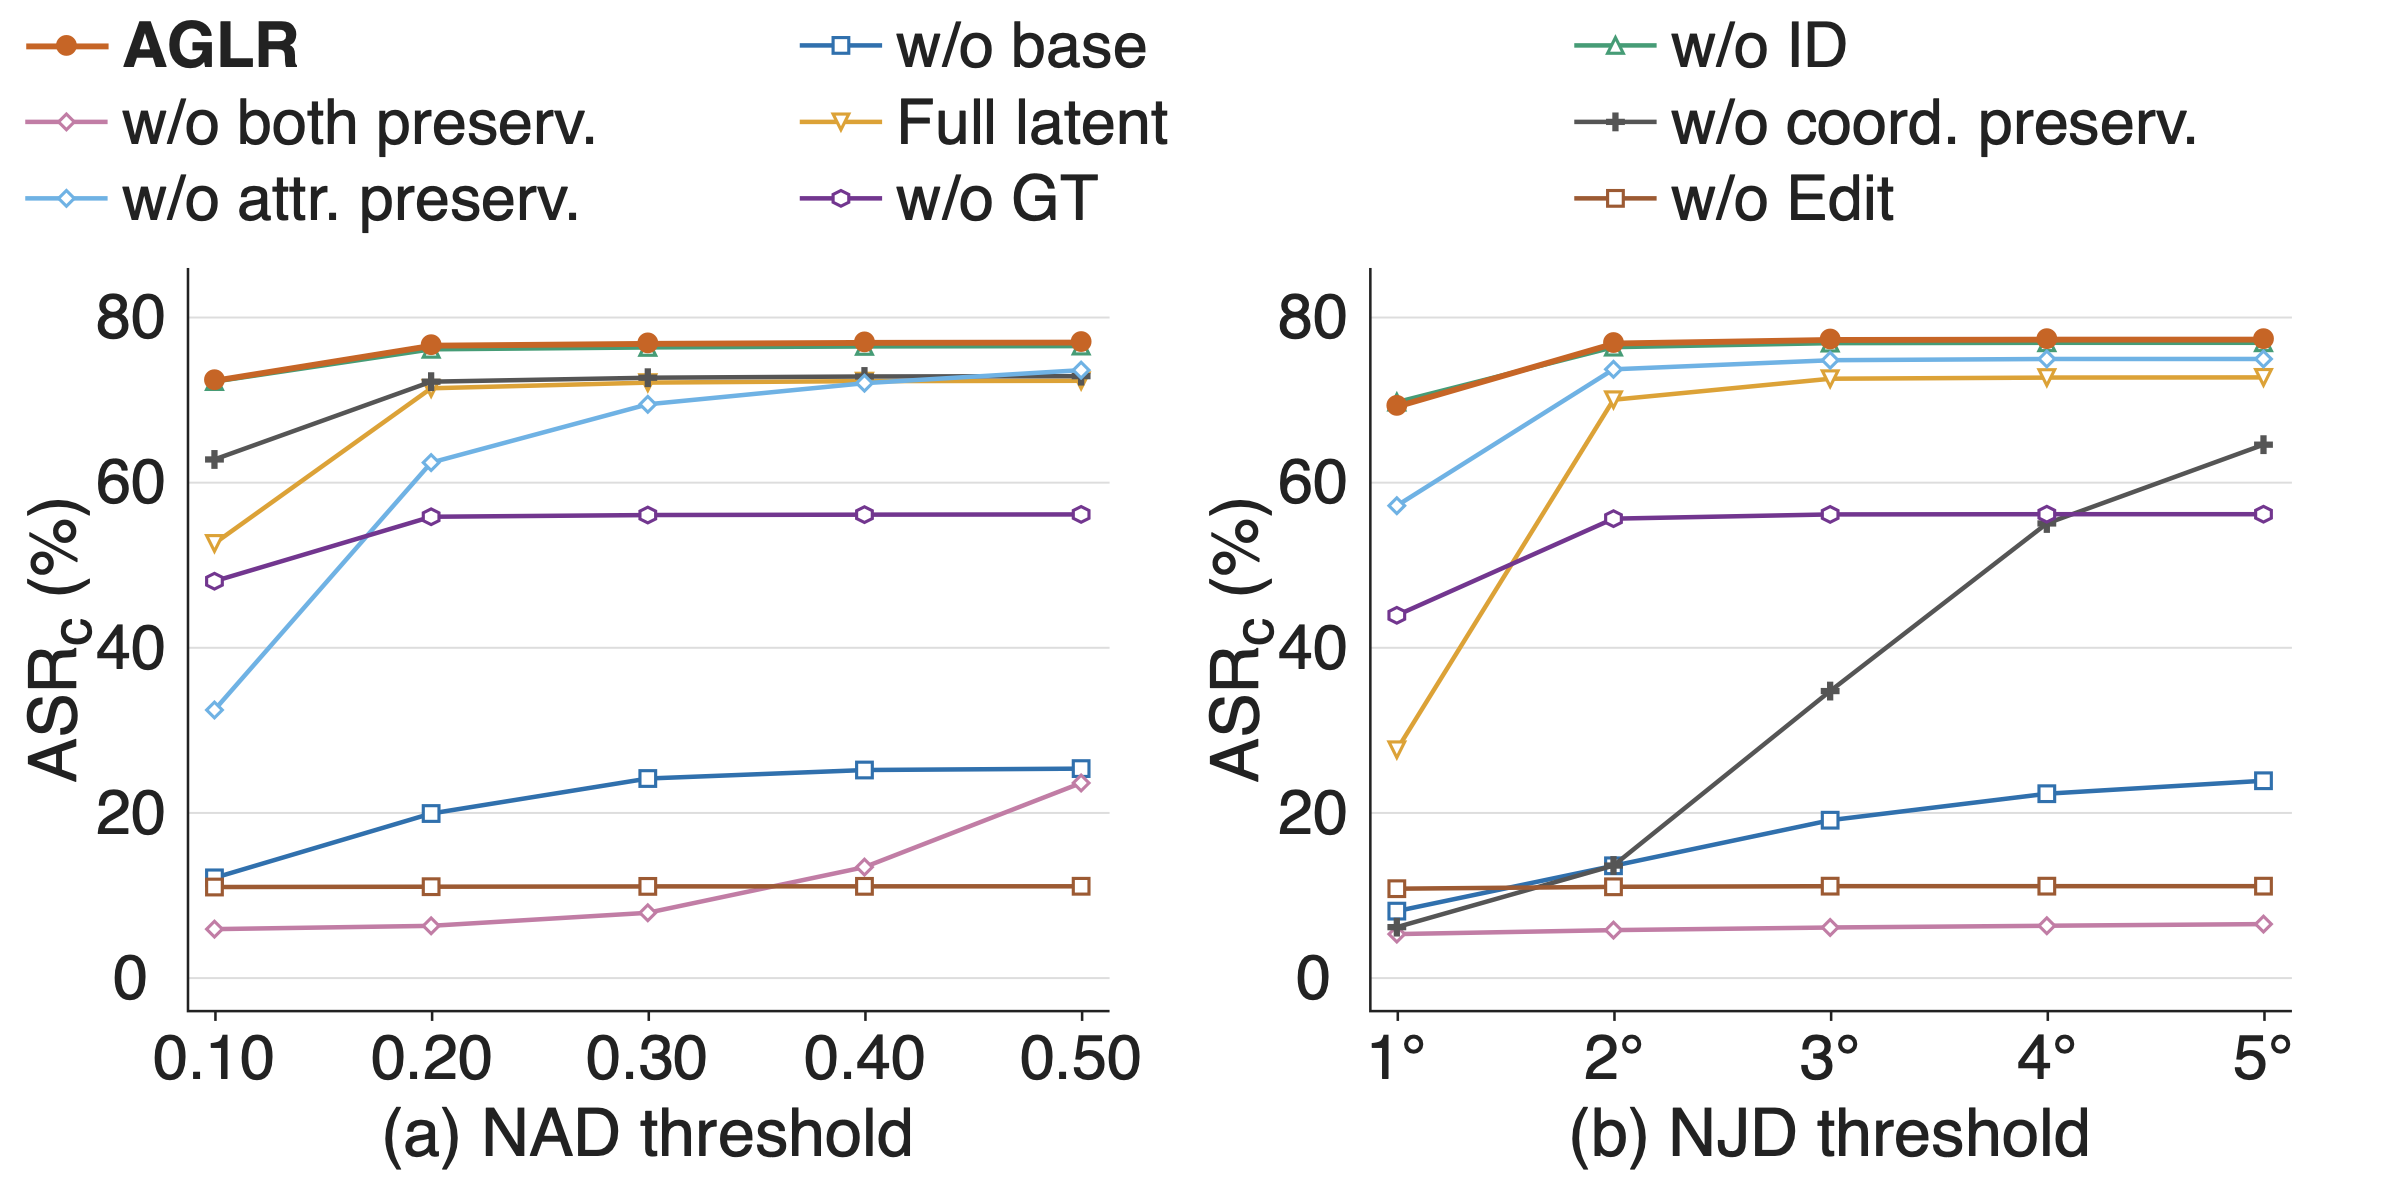 AGLR
w/o base
w/o ID
w/o both preserv.
Full latent
w/o coord. preserv.
w/o attr. preserv.
w/o GT
w/o Edit
ASRc (%)
80
60
40
20
0
0.10 0.20 0.30 0.40 0.50
(a) NAD threshold
ASRc (%)
80
60
40
20
0
1° 2° 3° 4° 5°
(b) NJD threshold